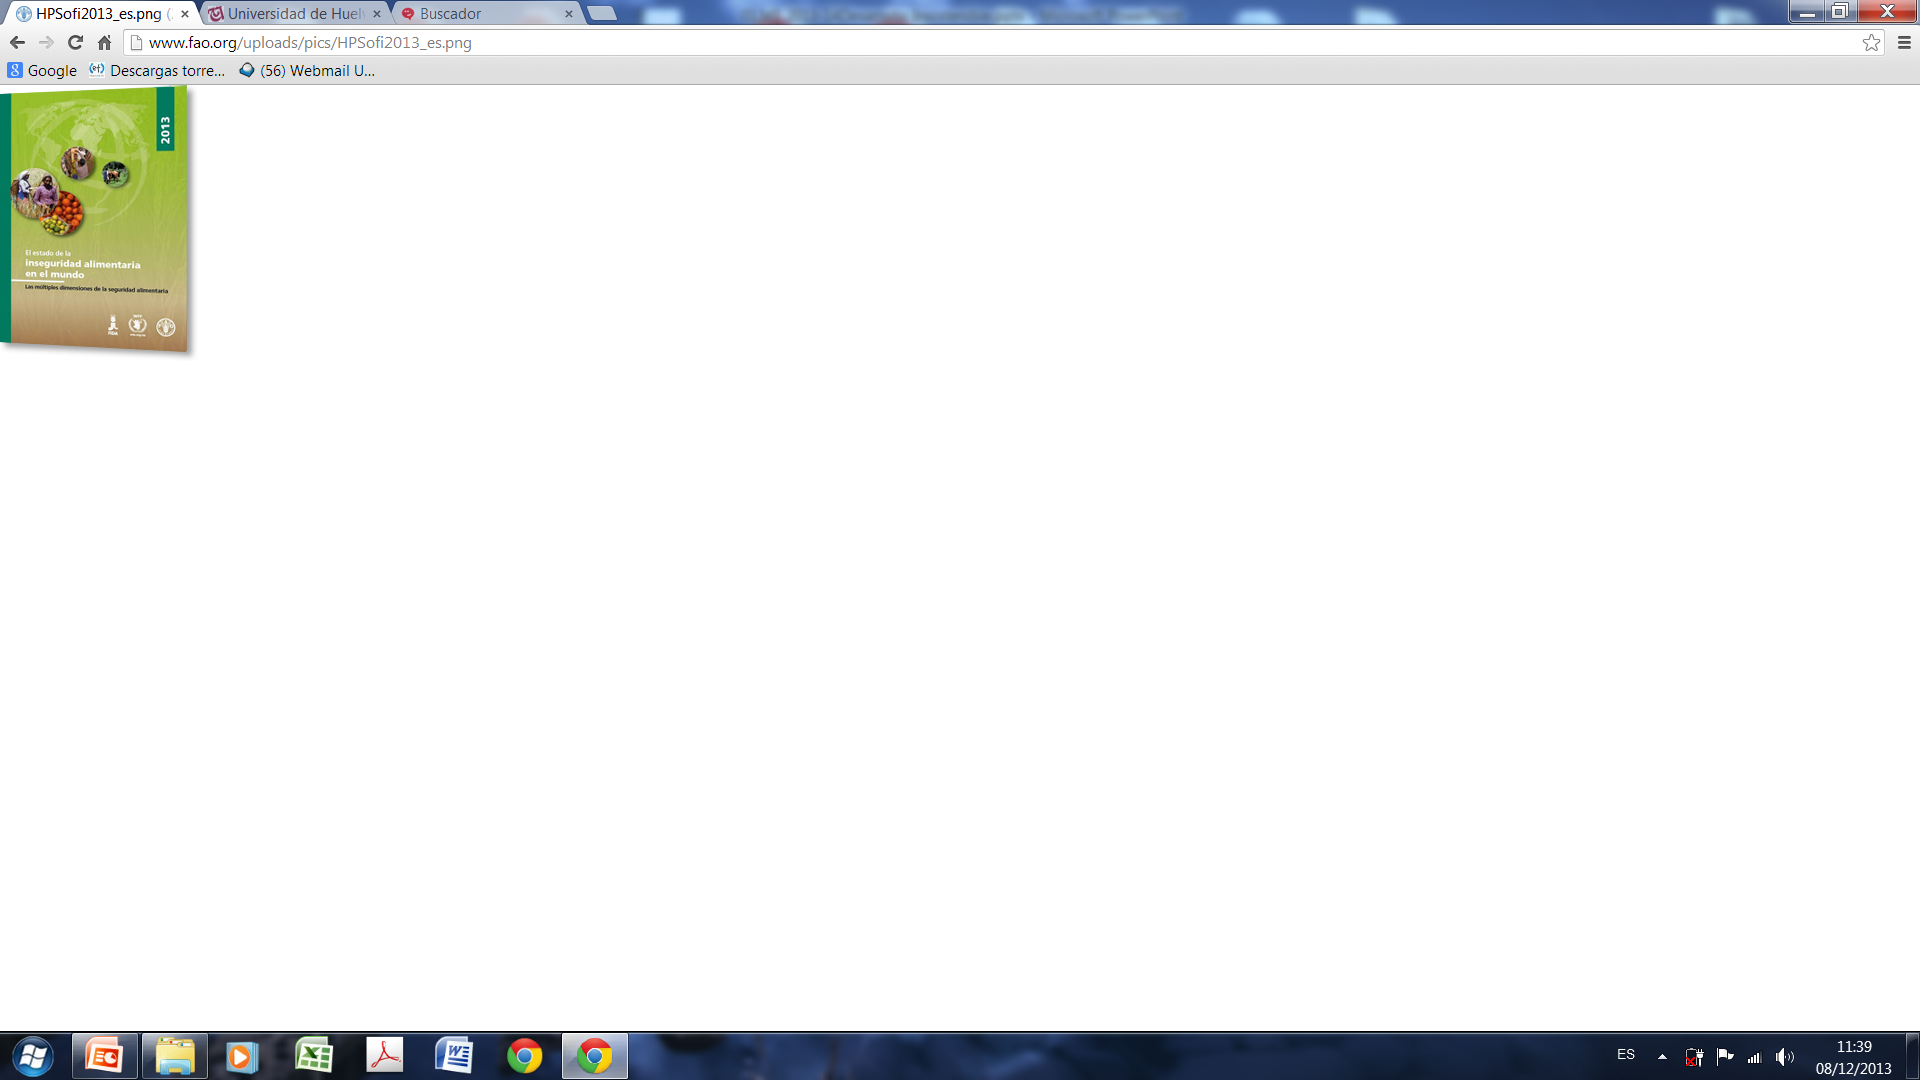 HPSofi2013_es.png (
Universidad de Huelv
Buscador
www.fao.org/uploads/pics/HPSofi2013_es.png
Google
Descargas torre...
(56) Webmail U...
2013
El estado de la
inseguridad alimentaria
en el mundo
Las múltiples dimensiones de la seguridad alimentaria
FIDA
ES
11:39
08/12/2013